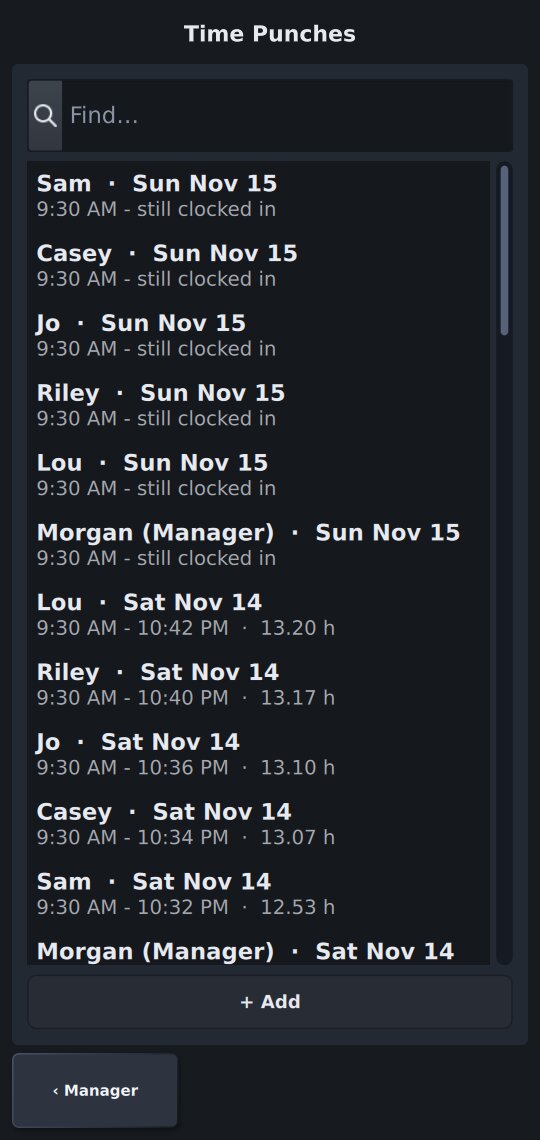 Time Punches
Find...
Sam · Sun Nov 15
9:30 AM - still clocked in
Casey · Sun Nov 15
9:30 AM - still clocked in
Jo · Sun Nov 15
9:30 AM - still clocked in
Riley · Sun Nov 15
9:30 AM - still clocked in
Lou · Sun Nov 15
9:30 AM - still clocked in
Morgan (Manager) · Sun Nov 15
9:30 AM - still clocked in
Lou · Sat Nov 14
9:30 AM - 10:42 PM · 13.20 h
Riley · Sat Nov 14
9:30 AM - 10:40 PM · 13.17 h
Jo · Sat Nov 14
9:30 AM - 10:36 PM · 13.10 h
Casey · Sat Nov 14
9:30 AM - 10:34 PM · 13.07 h
Sam · Sat Nov 14
9:30 AM - 10:32 PM · 12.53 h
Morgan (Manager) · Sat Nov 14
+ Add
‹ Manager